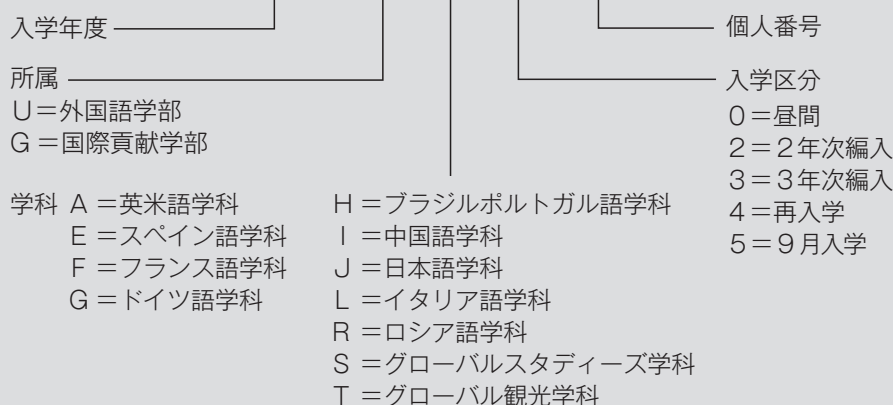 入学年度
個人番号
所属
U=外国語学部
G=国際貢献学部
入学区分
0=昼間
2=2年次編入
3=3年次編入
4=再入学
5=9月入学
学科 A=英米語学科
E=スペイン語学科
F=フランス語学科
G=ドイツ語学科
H=ブラジルポルトガル語学科
I=中国語学科
J=日本語学科
L=イタリア語学科
R=ロシア語学科
S=グローバルスタディーズ学科
T=グローバル観光学科